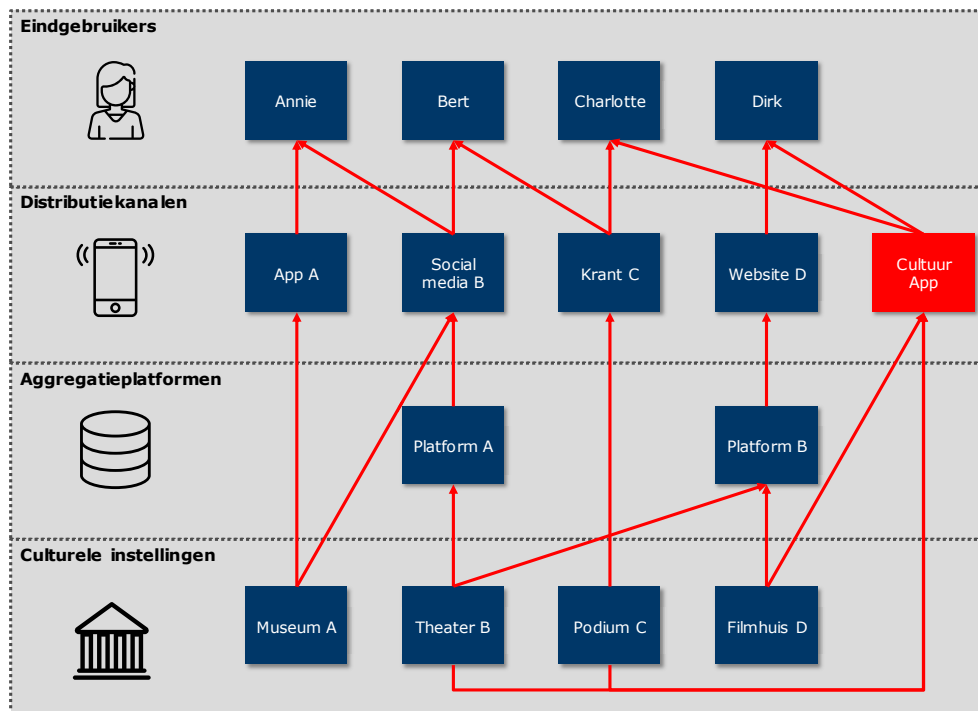 Eindgebruikers
Annie
Bert
Charlotte
Dirk
Distributiekanalen
App A
Social
media B
Krant C
Website D
Cultuur
App
Aggregatieplatformen
Platform A
Platform B
Culturele instellingen
Museum A
Theater B
Podium C
Filmhuis D